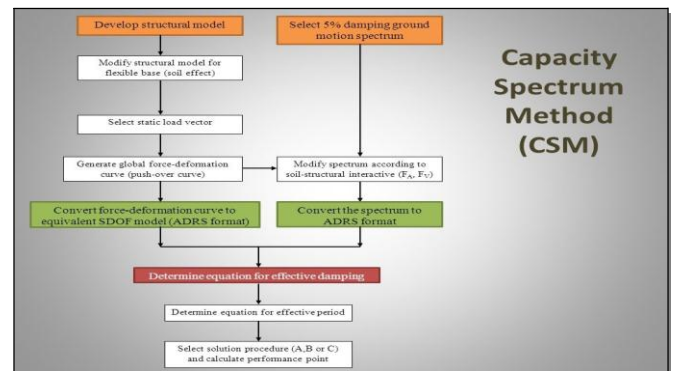 Develop structural model
Modify structural model for
flexible base (soil effect)
Select static load vector
Generate global force-deformation
curve (push-over curve)
Convert force-deformation curve to
equivalent SDOF model (ADRS format)
Select 5% damping ground
motion spectrum
Modify spectrum according to
soil-structural interactive (FA, FV)
Convert the spectrum to
ADRS format
Determine equation for effective damping
Determine equation for effective period
Select solution procedure (A,B or C)
and calculate performance point
Capacity
Spectrum
Method
(CSM)